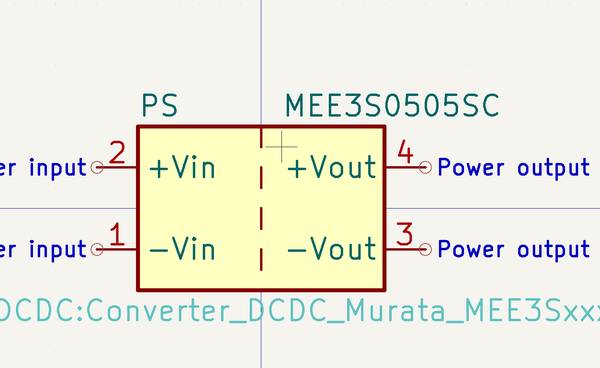 PS MEE3S0505SC
er input 2 +Vin +Vout 4 Power output
er input 1 −Vin −Vout 3 Power output
DCDC:Converter_DCDC_Murata_MEE3Sxxx